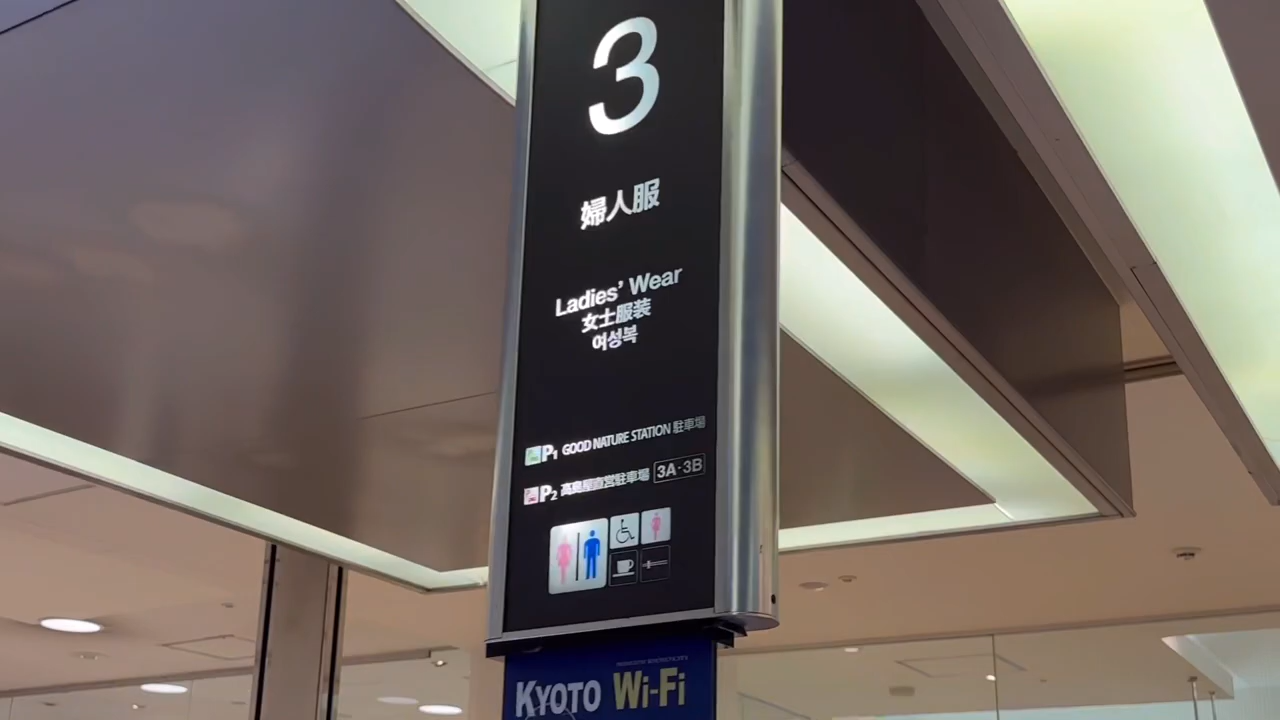 3
婦人服
Ladies' Wear
女士服装
여성복
P1 GOOD NATURE STATION 駐車場
P2 高島屋直営駐車場 3A·3B
KYOTO Wi-Fi